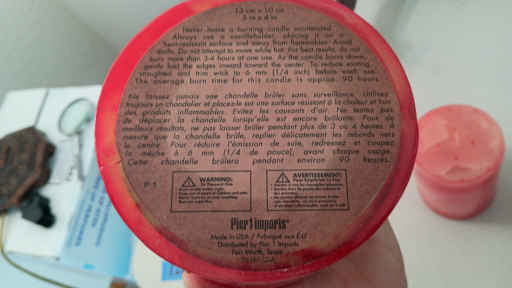 13 cm x 10 cm
5 in x 4 in
Never leave a burning candle unattended.
Always use a candleholder, placing it on a
heat-resistant surface and away from flammables. Avoid
drafts. Do not attempt to move while hot. For best results, do not
burn more than 3-4 hours at one use. As the candle burns down,
gently fold the edges inward toward the center. To reduce sooting,
straighten and trim wick to 6 mm (1/4 inch) before each use.
The average burn time for this candle is approx. 90 hours.
Ne laissez jamais une chandelle brûler sans surveillance. Utilisez
toujours un chandelier et placez-le sur une surface résistant à la chaleur et loin
des produits inflammables. Évitez les courants d'air. Ne tentez pas
de déplacer la chandelle lorsqu'elle est encore brûlante. Pour de
meilleurs résultats, ne pas laisser brûler pendant plus de 3 ou 4 heures. À
mesure que la chandelle brûle, replier délicatement les rebords vers
le centre. Pour réduire l'émission de suie, redressez et coupez
la mèche à 6 mm (1/4 de pouce), avant chaque usage.
Cette chandelle brûlera pendant environ 90 heures.
P-1
WARNING:
To Prevent Fire
AVERTISSEMENT:
Pier 1 imports
Made in USA / Fabriqué aux É.U.
Distributed by Pier 1 Imports
Fort Worth, Texas